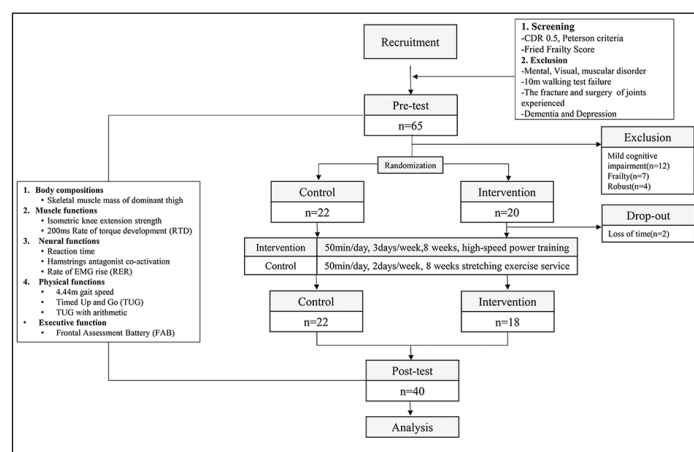 Recruitment
1. Screening
-CDR 0.5, Peterson criteria
-Fried Frailty Score
2. Exclusion
-Mental, Visual, muscular disorder
-10m walking test failure
-The fracture and surgery of joints
experienced
-Dementia and Depression
Pre-test
n=65
Exclusion
Mild cognitive
impairment(n=12)
Frailty(n=7)
Robust(n=4)
Randomization
Control
n=22
Intervention
n=20
Drop-out
Loss of time(n=2)
1. Body compositions
• Skeletal muscle mass of dominant thigh
2. Muscle functions
• Isometric knee extension strength
• 200ms Rate of torque development (RTD)
3. Neural functions
• Reaction time
• Hamstrings antagonist co-activation
• Rate of EMG rise (RER)
4. Physical functions
• 4.44m gait speed
• Timed Up and Go (TUG)
• TUG with arithmetic
• Executive function
• Frontal Assessment Battery (FAB)
Intervention 50min/day, 3days/week,8 weeks, high-speed power training
Control 50min/day, 2days/week, 8 weeks stretching exercise service
Control
n=22
Intervention
n=18
Post-test
n=40
Analysis